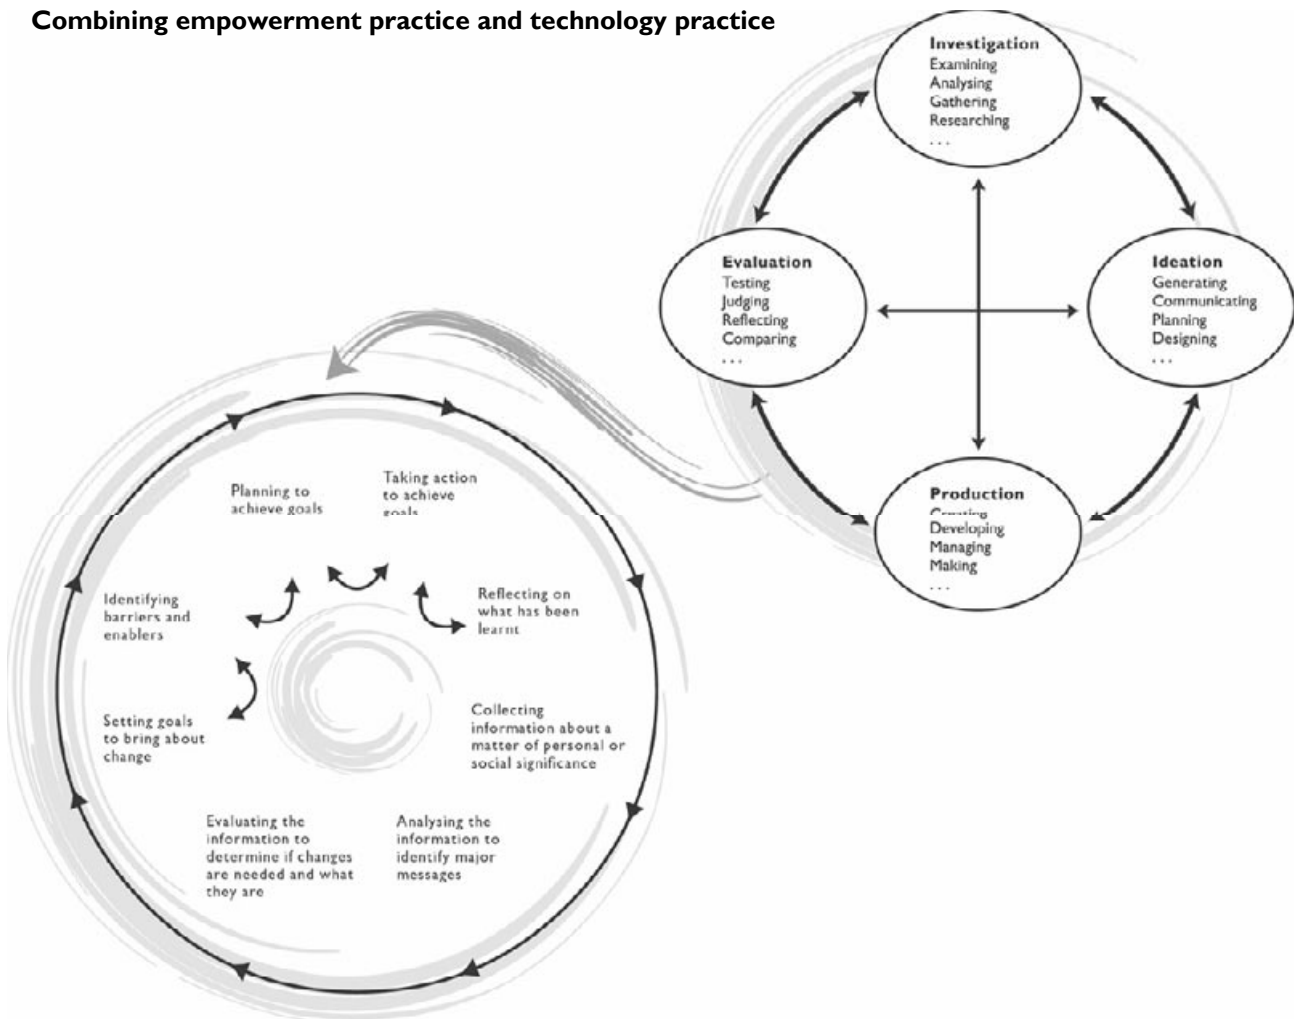 Combining empowerment practice and technology practice
Investigation
Examining
Analysing
Gathering
Researching
. . .
Evaluation
Testing
Judging
Reflecting
Comparing
. . .
Ideation
Generating
Communicating
Planning
Designing
. . .
Production
Creating
Developing
Managing
Making
. . .
Planning to
achieve goals
Taking action
to achieve
goals
Identifying
barriers and
enablers
Reflecting on
what has been
learnt
Setting goals
to bring about
change
Collecting
information about a
matter of personal or
social significance
Evaluating the
information to
determine if changes
are needed and what
they are
Analysing the
information to
identify major
messages